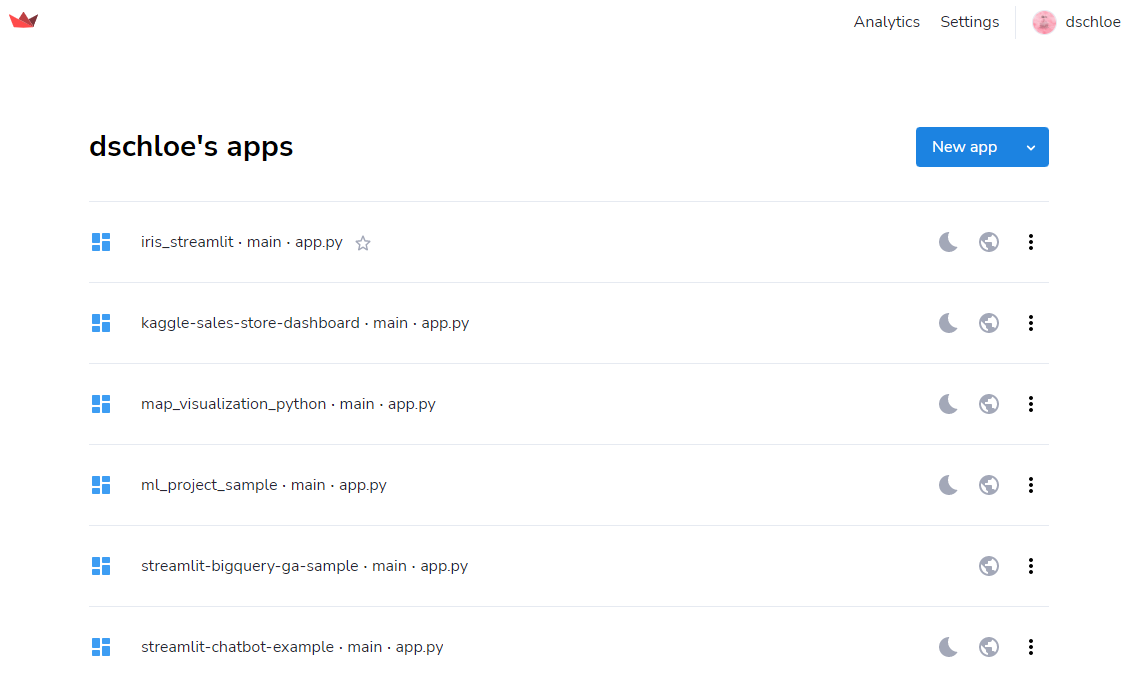 Analytics Settings dschloe
dschloe's apps
New app
iris_streamlit · main · app.py
kaggle-sales-store-dashboard · main · app.py
map_visualization_python · main · app.py
ml_project_sample · main · app.py
streamlit-bigquery-ga-sample · main · app.py
streamlit-chatbot-example · main · app.py